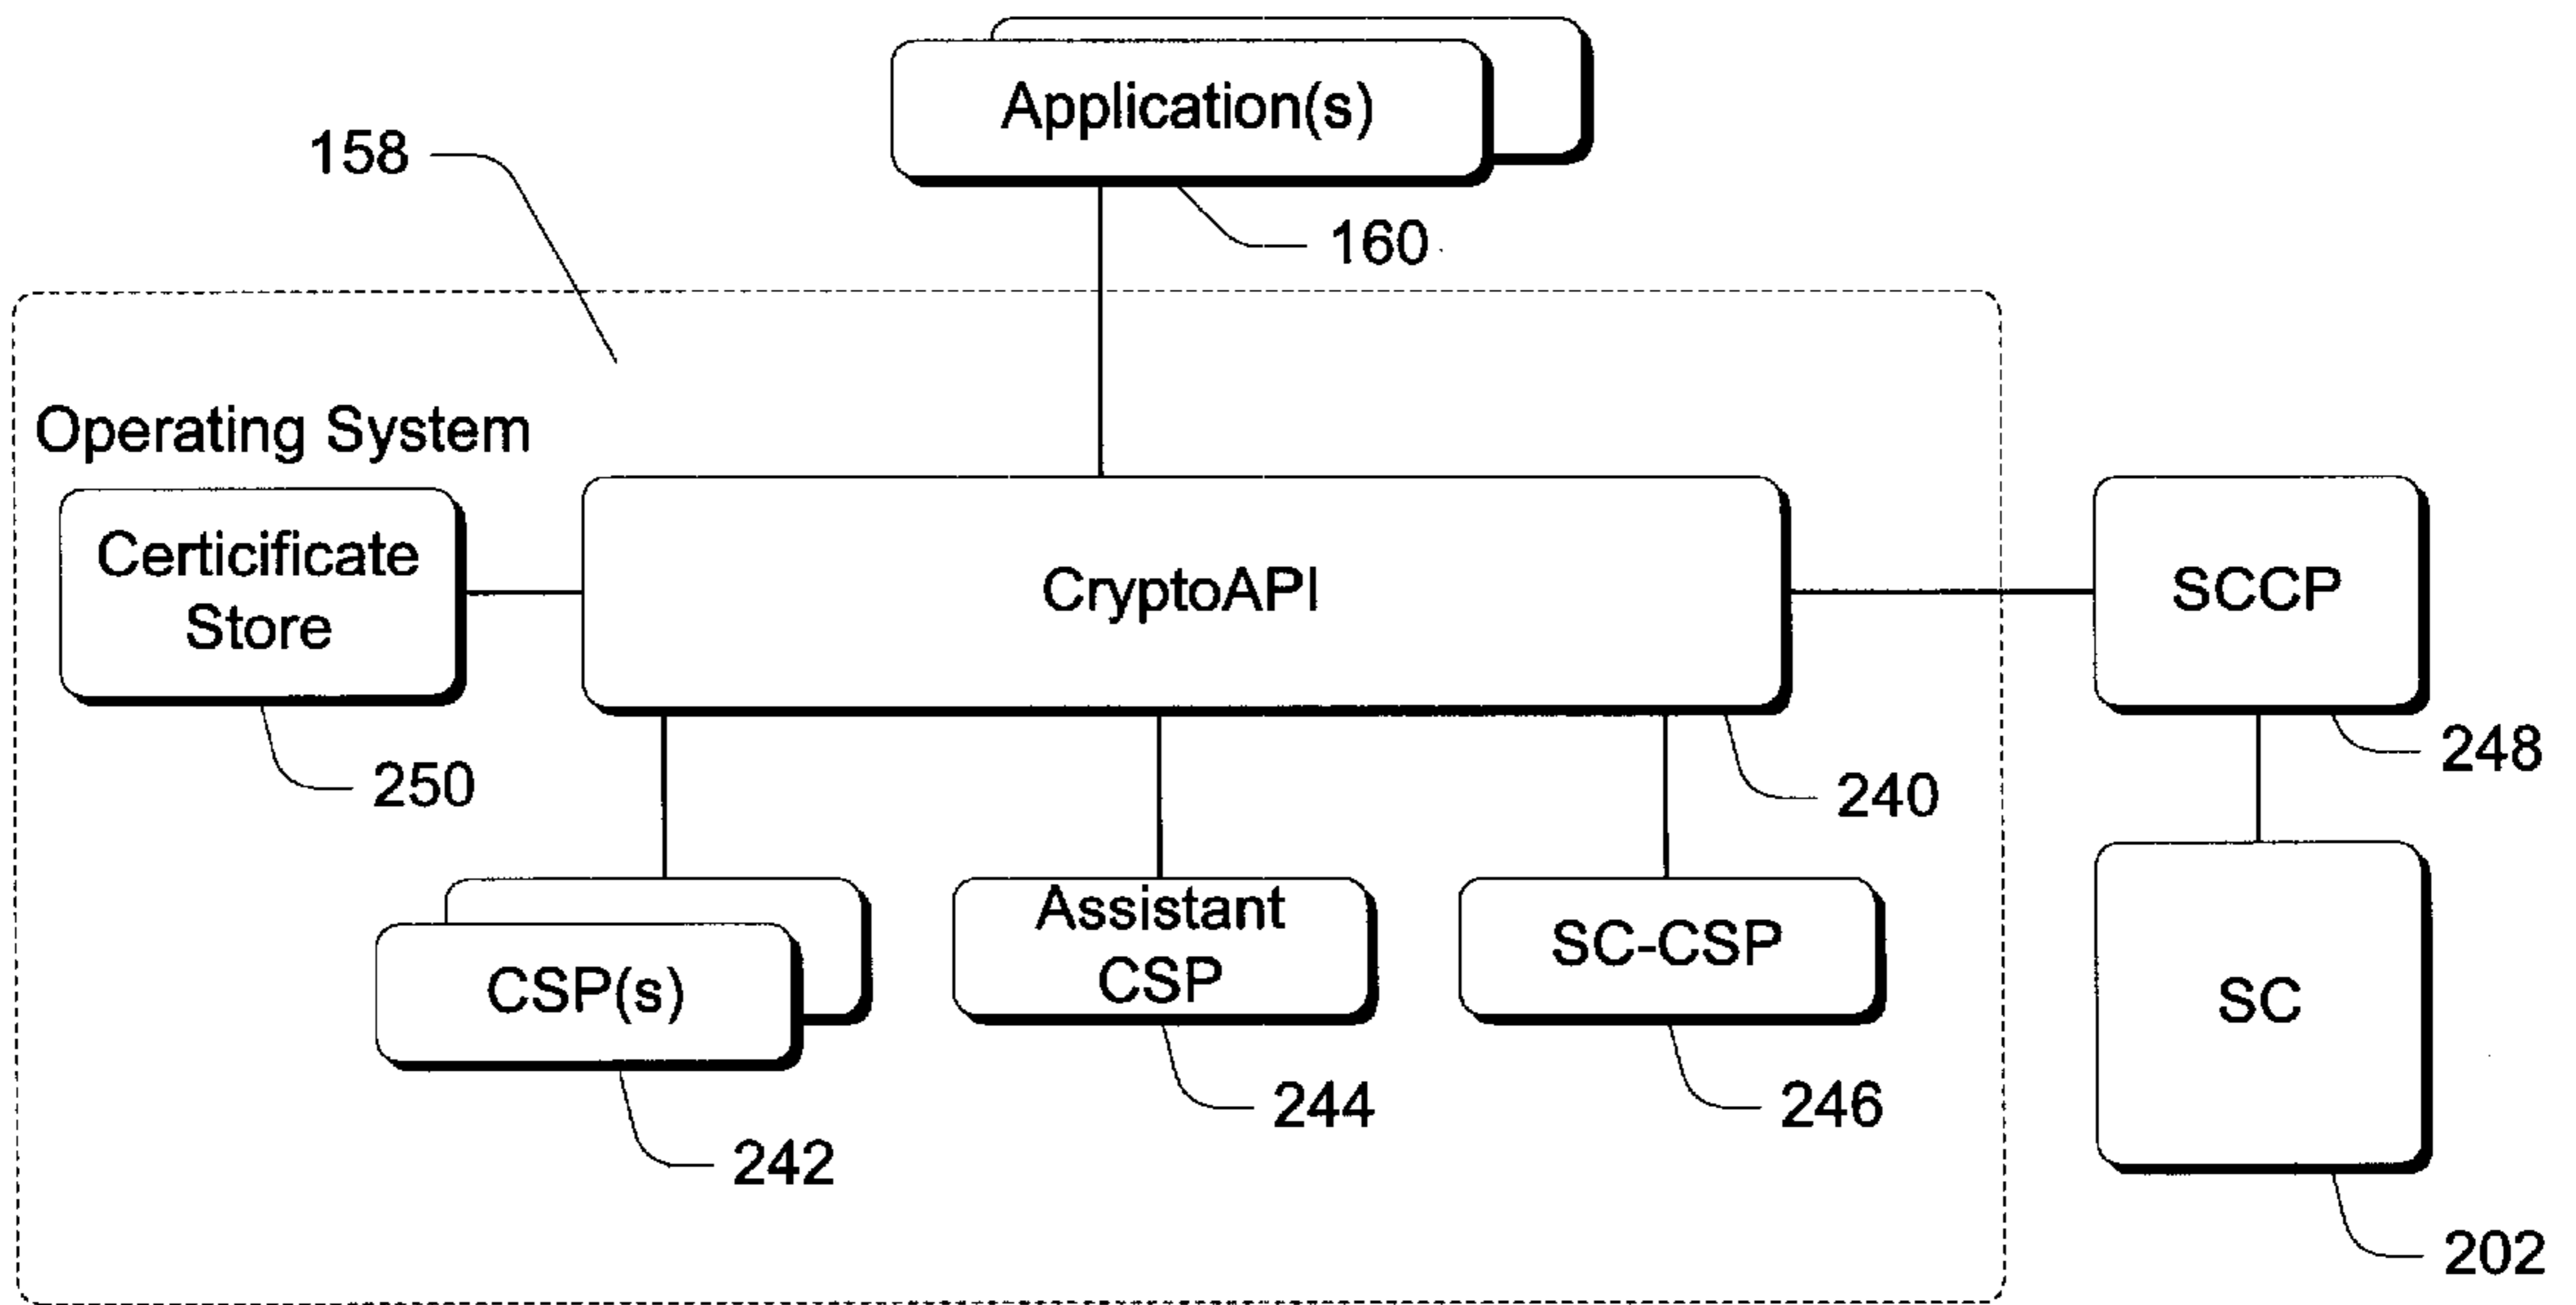 Application(s)
158
160
Operating System
Certicificate
Store
CryptoAPI
SCCP
250
240
248
CSP(s)
Assistant
CSP
SC-CSP
SC
242
244
246
202